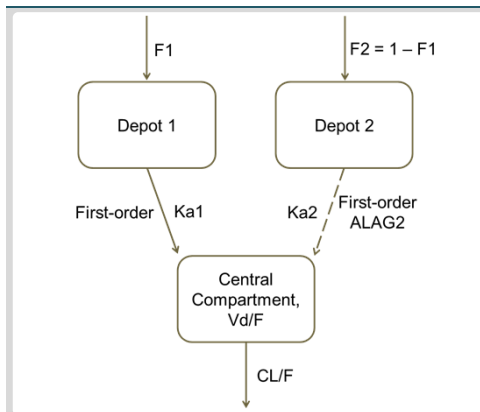 F1
F2 = 1 – F1
Depot 1
Depot 2
First-order
Ka1
Ka2
First-order
ALAG2
Central
Compartment,
Vd/F
CL/F